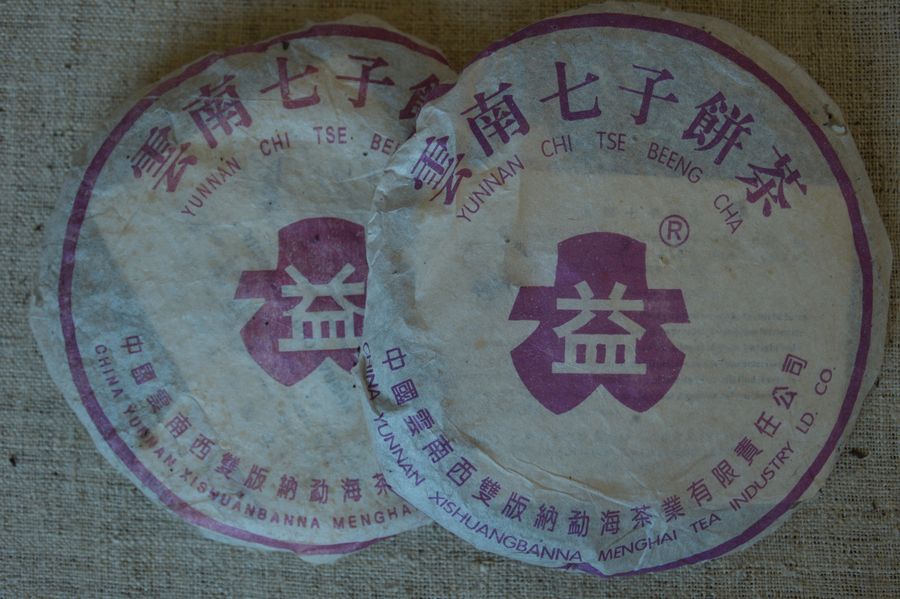 雲南七子餅
YUNNAN CHI TSE BEE
益
中國雲南西雙版納勐海茶
CHINA YUNNAN XISHUANBANNA MENGHA
雲南七子餅茶
YUNNAN CHI TSE BEENG CHA
®
益
中國雲南西雙版納勐海茶業有限責任公司
CHINA YUNNAN XISHUANGBANNA MENGHAI TEA INDUSTRY LD. CO.